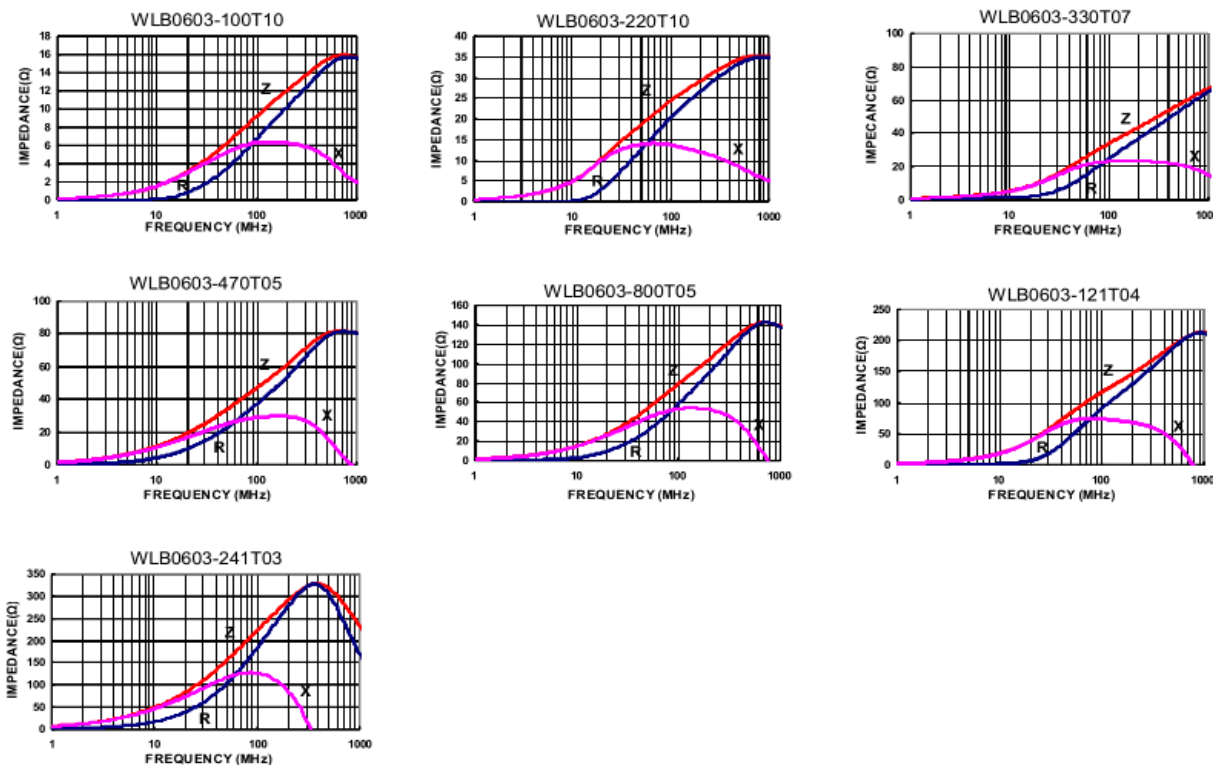 WLB0603-100T10
IMPEDANCE(Ω)
18
16
14
12
10
8
6
4
2
0
Z
X
R
1
10
100
1000
FREQUENCY (MHz)
WLB0603-220T10
IMPEDANCE(Ω)
40
35
30
25
20
15
10
5
0
Z
X
R
1
10
100
1000
FREQUENCY (MHz)
WLB0603-330T07
IMPECANCE(Ω)
100
80
60
40
20
0
Z
X
R
1
10
100
1000
FREQUENCY (MHz)
WLB0603-470T05
IMPEDANCE(Ω)
100
80
60
40
20
0
Z
X
R
1
10
100
1000
FREQUENCY (MHz)
WLB0603-800T05
IMPEDANCE(Ω)
160
140
120
100
80
60
40
20
0
Z
X
R
1
10
100
1000
FREQUENCY (MHz)
WLB0603-121T04
IMPEDANCE(Ω)
250
200
150
100
50
0
Z
X
R
1
10
100
1000
FREQUENCY (MHz)
WLB0603-241T03
IMPEDANCE(Ω)
350
300
250
200
150
100
50
0
Z
X
R
1
10
100
1000
FREQUENCY (MHz)